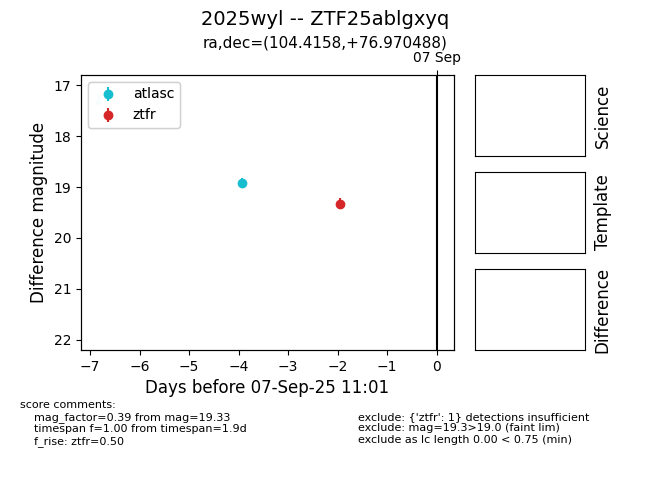 2025wyl -- ZTF25ablgxyq
ra,dec=(104.4158,+76.970488)
07 Sep
atlasc
ztfr
17
18
19
20
21
22
Difference magnitude
−7
−6
−5
−4
−3
−2
−1
0
Days before 07-Sep-25 11:01
Science
Template
Difference
score comments:
mag_factor=0.39 from mag=19.33
timespan f=1.00 from timespan=1.9d
f_rise: ztfr=0.50
exclude: {'ztfr': 1} detections insufficient
exclude: mag=19.3>19.0 (faint lim)
exclude as lc length 0.00 < 0.75 (min)